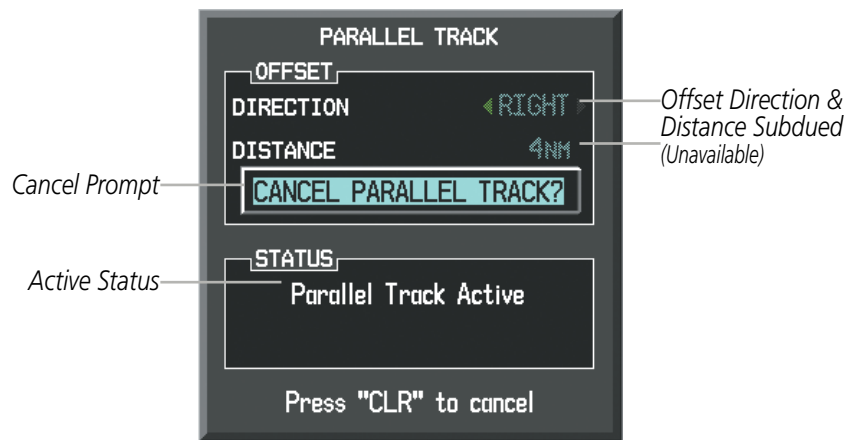 PARALLEL TRACK
OFFSET
DIRECTION RIGHT
DISTANCE 4NM
CANCEL PARALLEL TRACK?
STATUS
Parallel Track Active
Press "CLR" to cancel
Cancel Prompt
Active Status
Offset Direction &
Distance Subdued
(Unavailable)